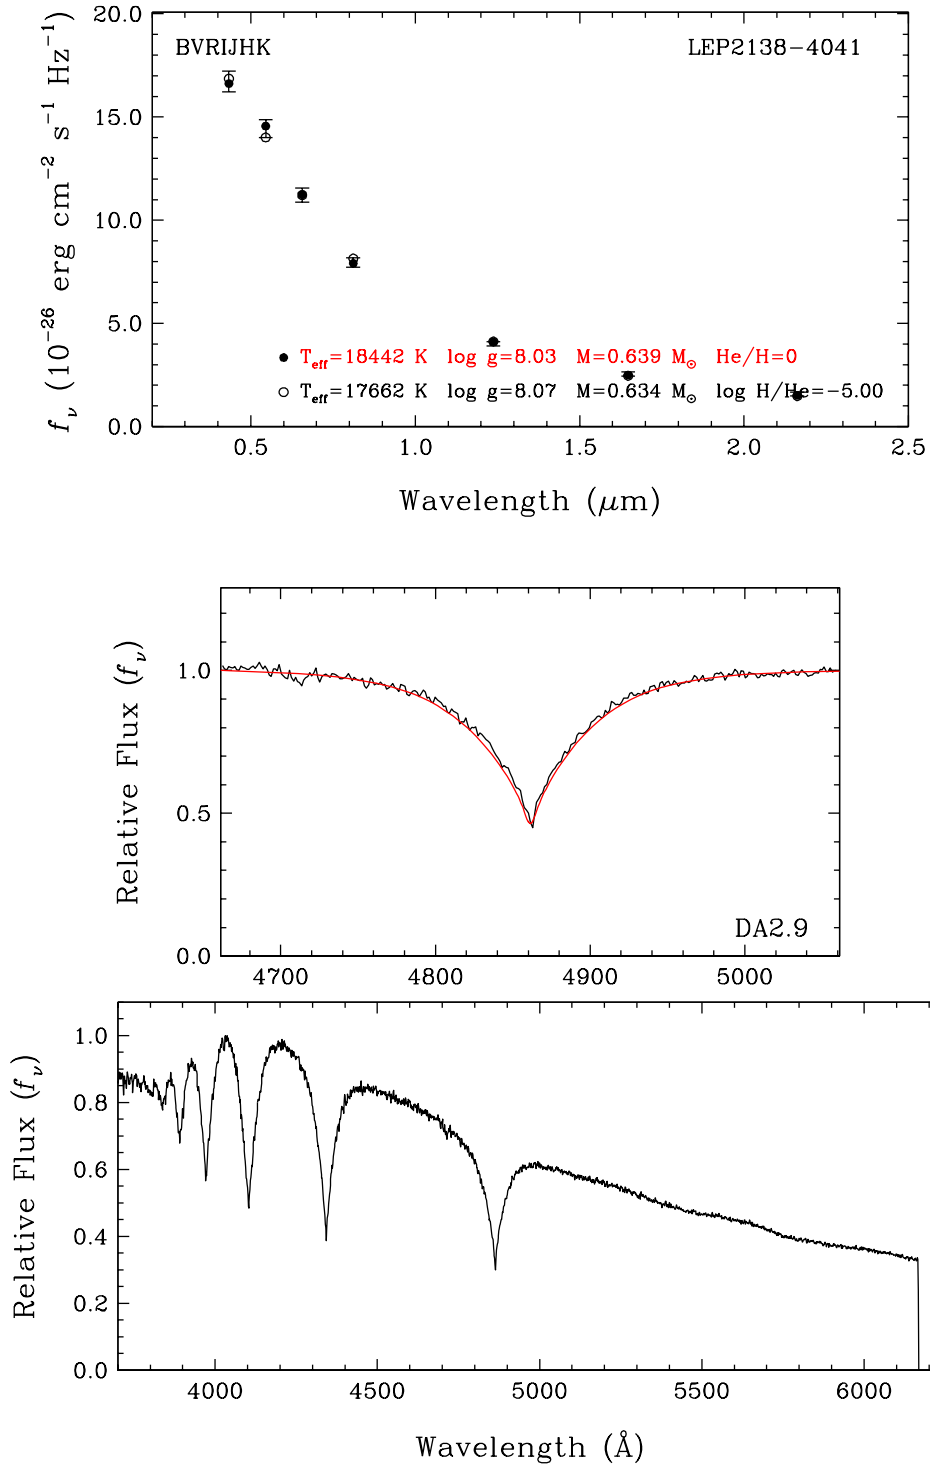 BVRIJHK LEP2138−4041
20.0
15.0
10.0
5.0
0.0
f_ν (10^−26 erg cm^−2 s^−1 Hz^−1)
T_eff=18442 K log g=8.03 M=0.639 M_⊙ He/H=0
T_eff=17662 K log g=8.07 M=0.634 M_⊙ log H/He=−5.00
0.5 1.0 1.5 2.0 2.5
Wavelength (μm)
1.0
0.5
0.0
Relative Flux (f_ν)
DA2.9
4700 4800 4900 5000
1.0
0.8
0.6
0.4
0.2
0.0
Relative Flux (f_ν)
4000 4500 5000 5500 6000
Wavelength (Å)